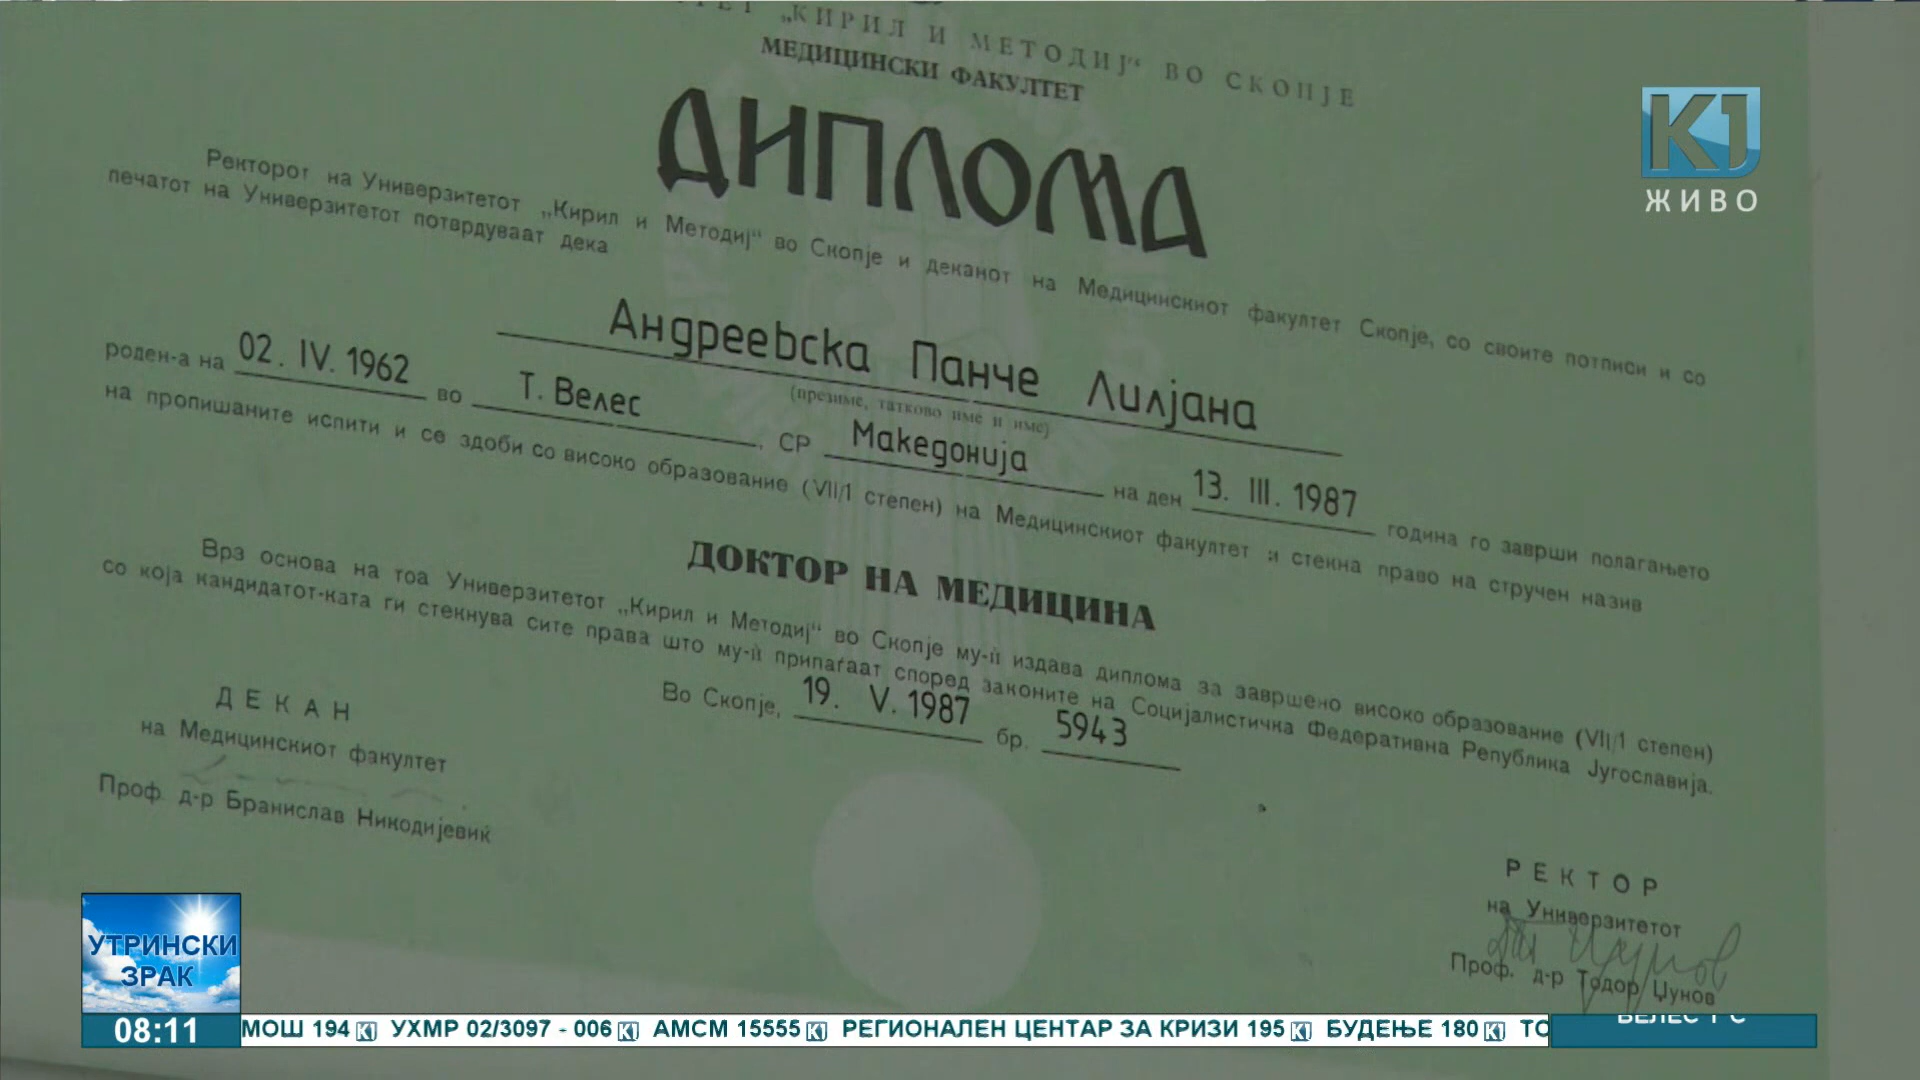 „КИРИЛ И МЕТОДИЈ“ ВО СКОПЈЕ
МЕДИЦИНСКИ ФАКУЛТЕТ
ДИПЛОМА
Ректорот на Универзитетот „Кирил и Методиј“ во Скопје и деканот на Медицинскиот факултет Скопје, со своите потписи и со
печатот на Универзитетот потврдуваат дека
Андреевска Панче Лилјана
(презиме, татково име и име)
роден-а на 02. IV. 1962 во Т. Велес, СР Македонија на ден 13. III. 1987 година го заврши полагањето
на пропишаните испити и се здоби со високо образование (VII/1 степен) на Медицинскиот факултет и стекна право на стручен назив
ДОКТОР НА МЕДИЦИНА
Врз основа на тоа Универзитетот „Кирил и Методиј“ во Скопје му-ѝ издава диплома за завршено високо образование (VII/1 степен)
со која кандидатот-ката ги стекнува сите права што му-ѝ припаѓаат според законите на Социјалистичка Федеративна Република Југославија.
Во Скопје, 19. V. 1987 бр. 5943
ДЕКАН
на Медицинскиот факултет
Проф. д-р Бранислав Никодијевиќ
РЕКТОР
на Универзитетот
Проф. д-р Тодор Џунов
K1
ЖИВО
УТРИНСКИ
ЗРАК
08:11
МОШ 194 K1 УХМР 02/3097 - 006 K1 АМСМ 15555 K1 РЕГИОНАЛЕН ЦЕНТАР ЗА КРИЗИ 195 K1 БУДЕЊЕ 180 K1
ВЕЛЕС